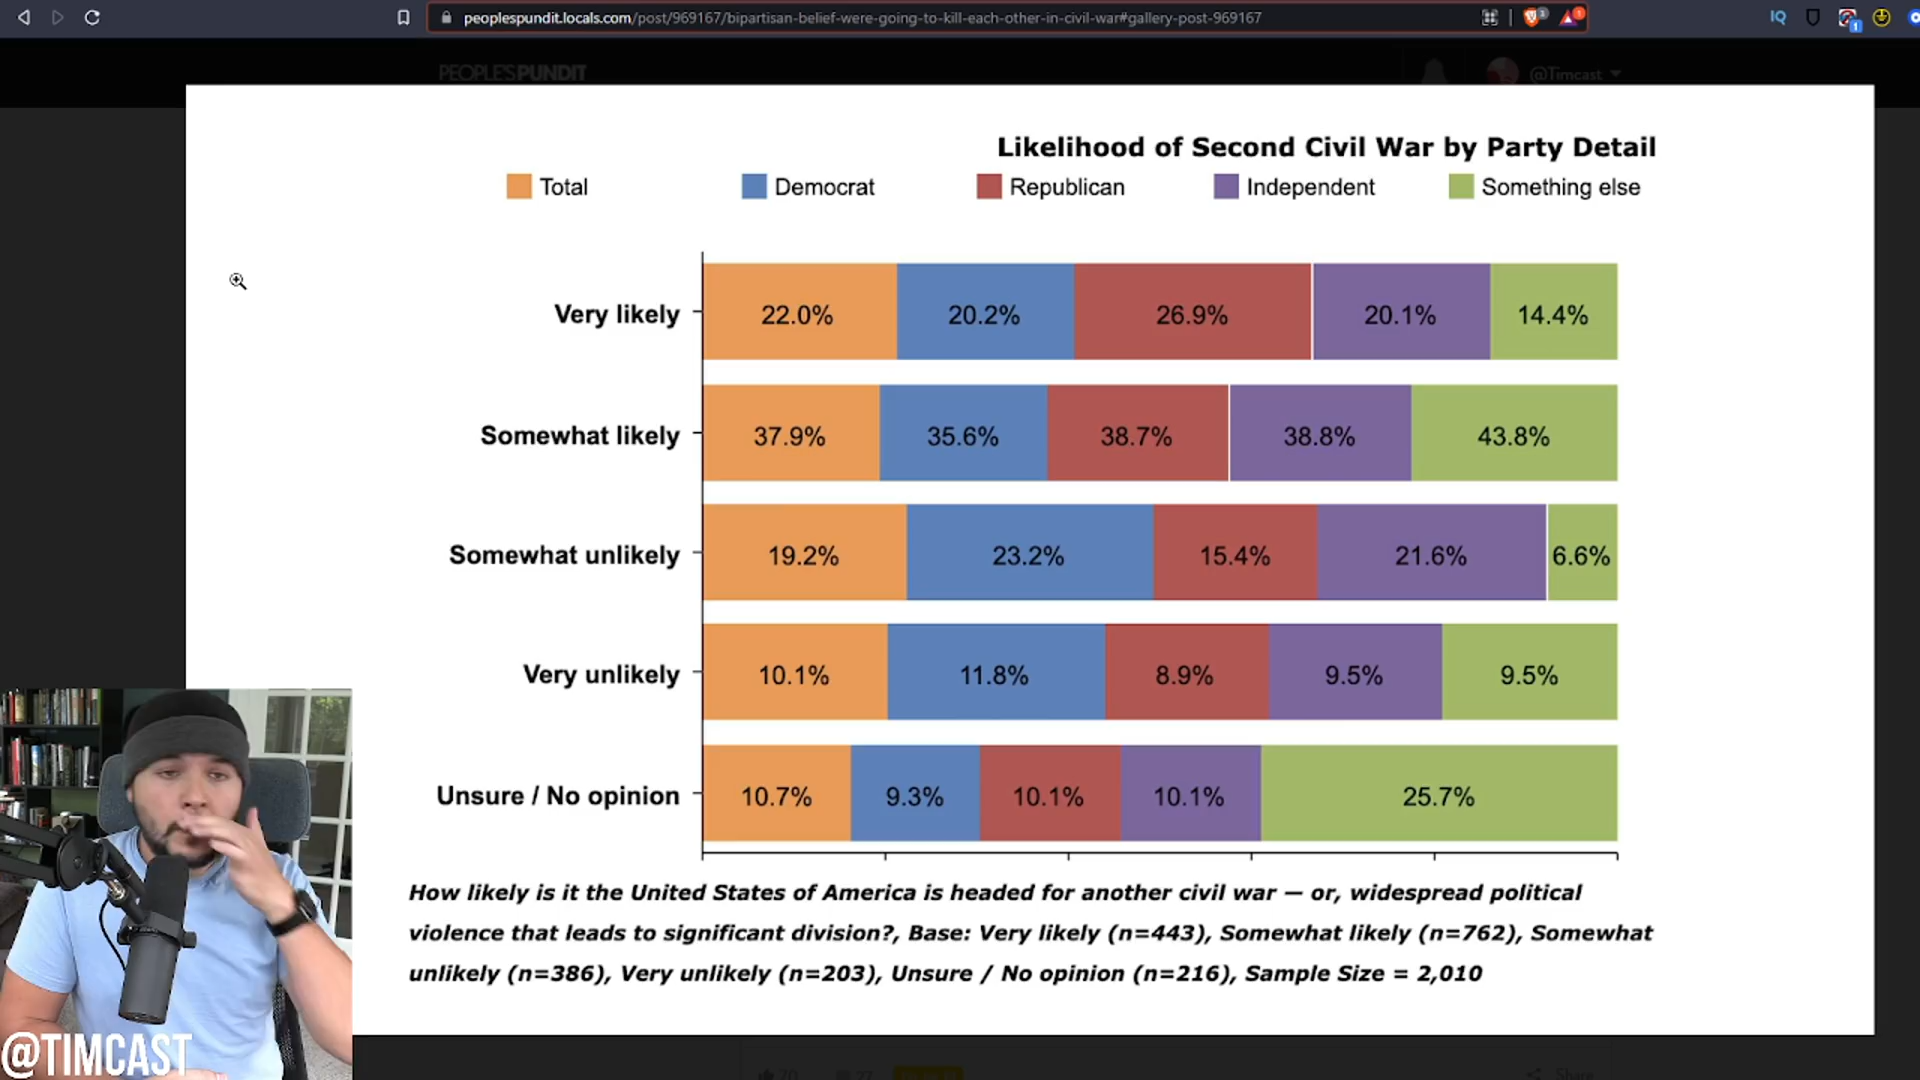 peoplespundit.locals.com/post/969167/bipartisan-belief-were-going-to-kill-each-other-in-civil-war#gallery-post-969167
IQ
PEOPLE'SPUNDIT
@Timcast
Likelihood of Second Civil War by Party Detail
Total Democrat Republican Independent Something else
Very likely 22.0% 20.2% 26.9% 20.1% 14.4%
Somewhat likely 37.9% 35.6% 38.7% 38.8% 43.8%
Somewhat unlikely 19.2% 23.2% 15.4% 21.6% 6.6%
Very unlikely 10.1% 11.8% 8.9% 9.5% 9.5%
Unsure / No opinion 10.7% 9.3% 10.1% 10.1% 25.7%
How likely is it the United States of America is headed for another civil war — or, widespread political
violence that leads to significant division?, Base: Very likely (n=443), Somewhat likely (n=762), Somewhat
unlikely (n=386), Very unlikely (n=203), Unsure / No opinion (n=216), Sample Size = 2,010
@TIMCAST
Share